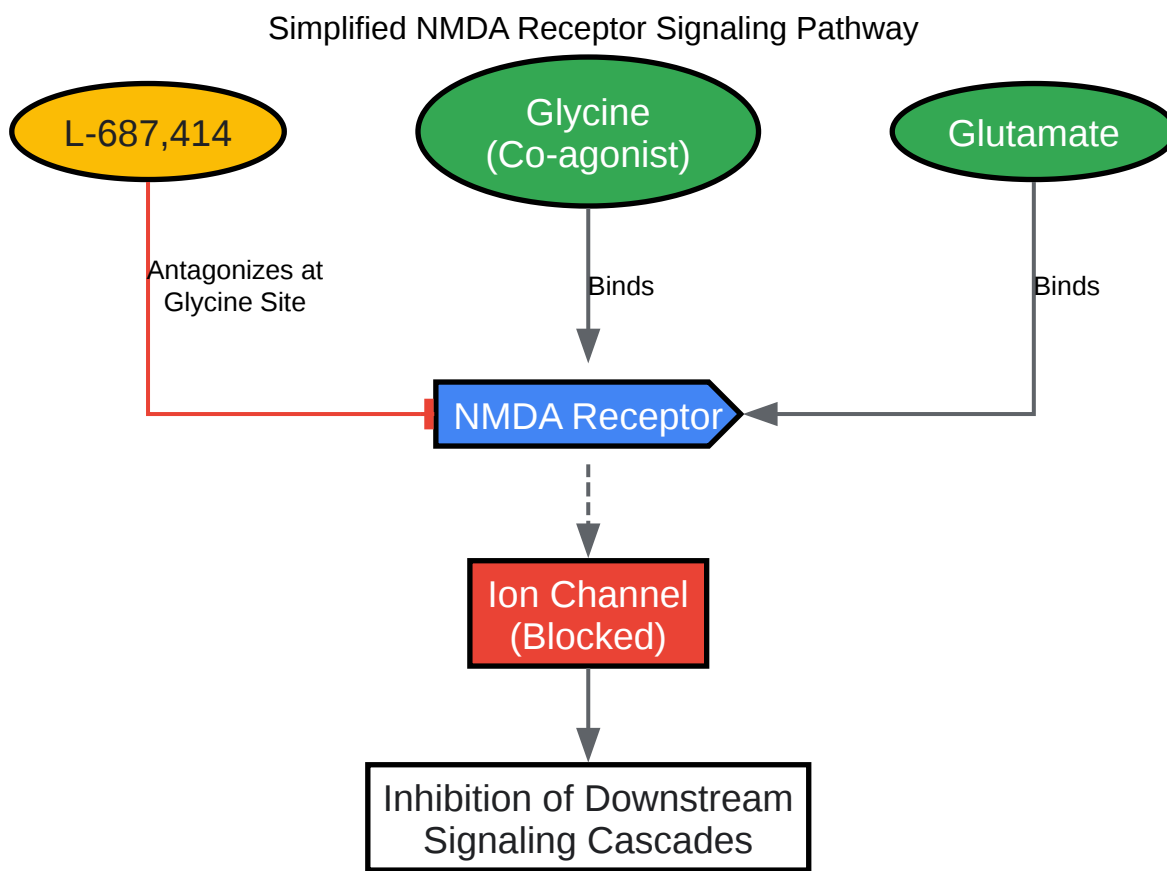 Simplified NMDA Receptor Signaling Pathway
L-687,414
Glycine
(Co-agonist)
Glutamate
Antagonizes at
Glycine Site
Binds
Binds
NMDA Receptor
Ion Channel
(Blocked)
Inhibition of Downstream
Signaling Cascades